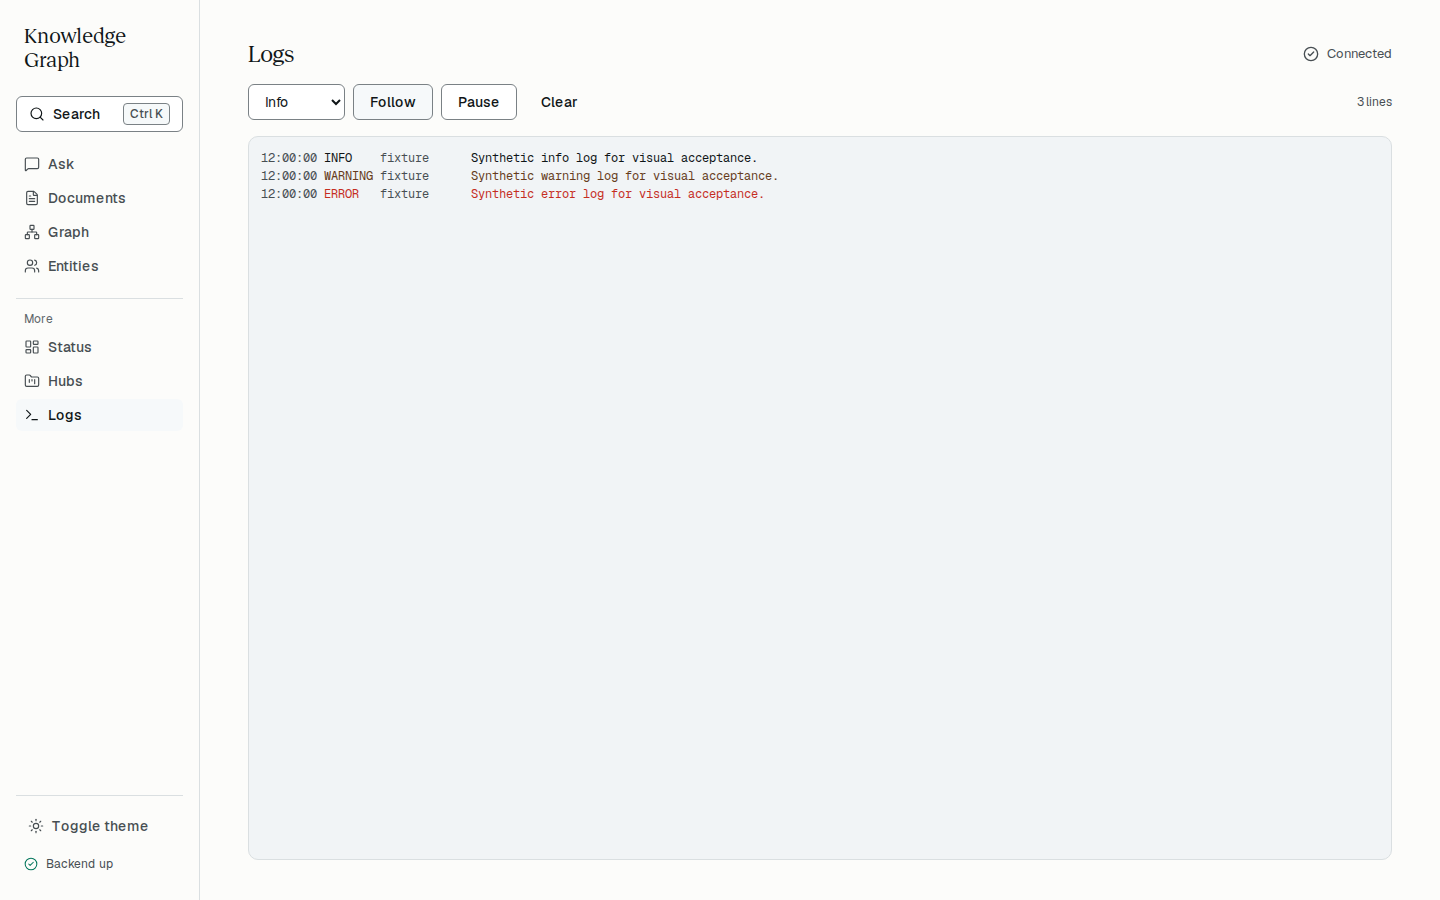 Knowledge
Graph
Search Ctrl K
Ask
Documents
Graph
Entities
More
Status
Hubs
Logs
Toggle theme
Backend up
Logs
Connected
Info Follow Pause Clear
3 lines
12:00:00 INFO fixture Synthetic info log for visual acceptance.
12:00:00 WARNING fixture Synthetic warning log for visual acceptance.
12:00:00 ERROR fixture Synthetic error log for visual acceptance.